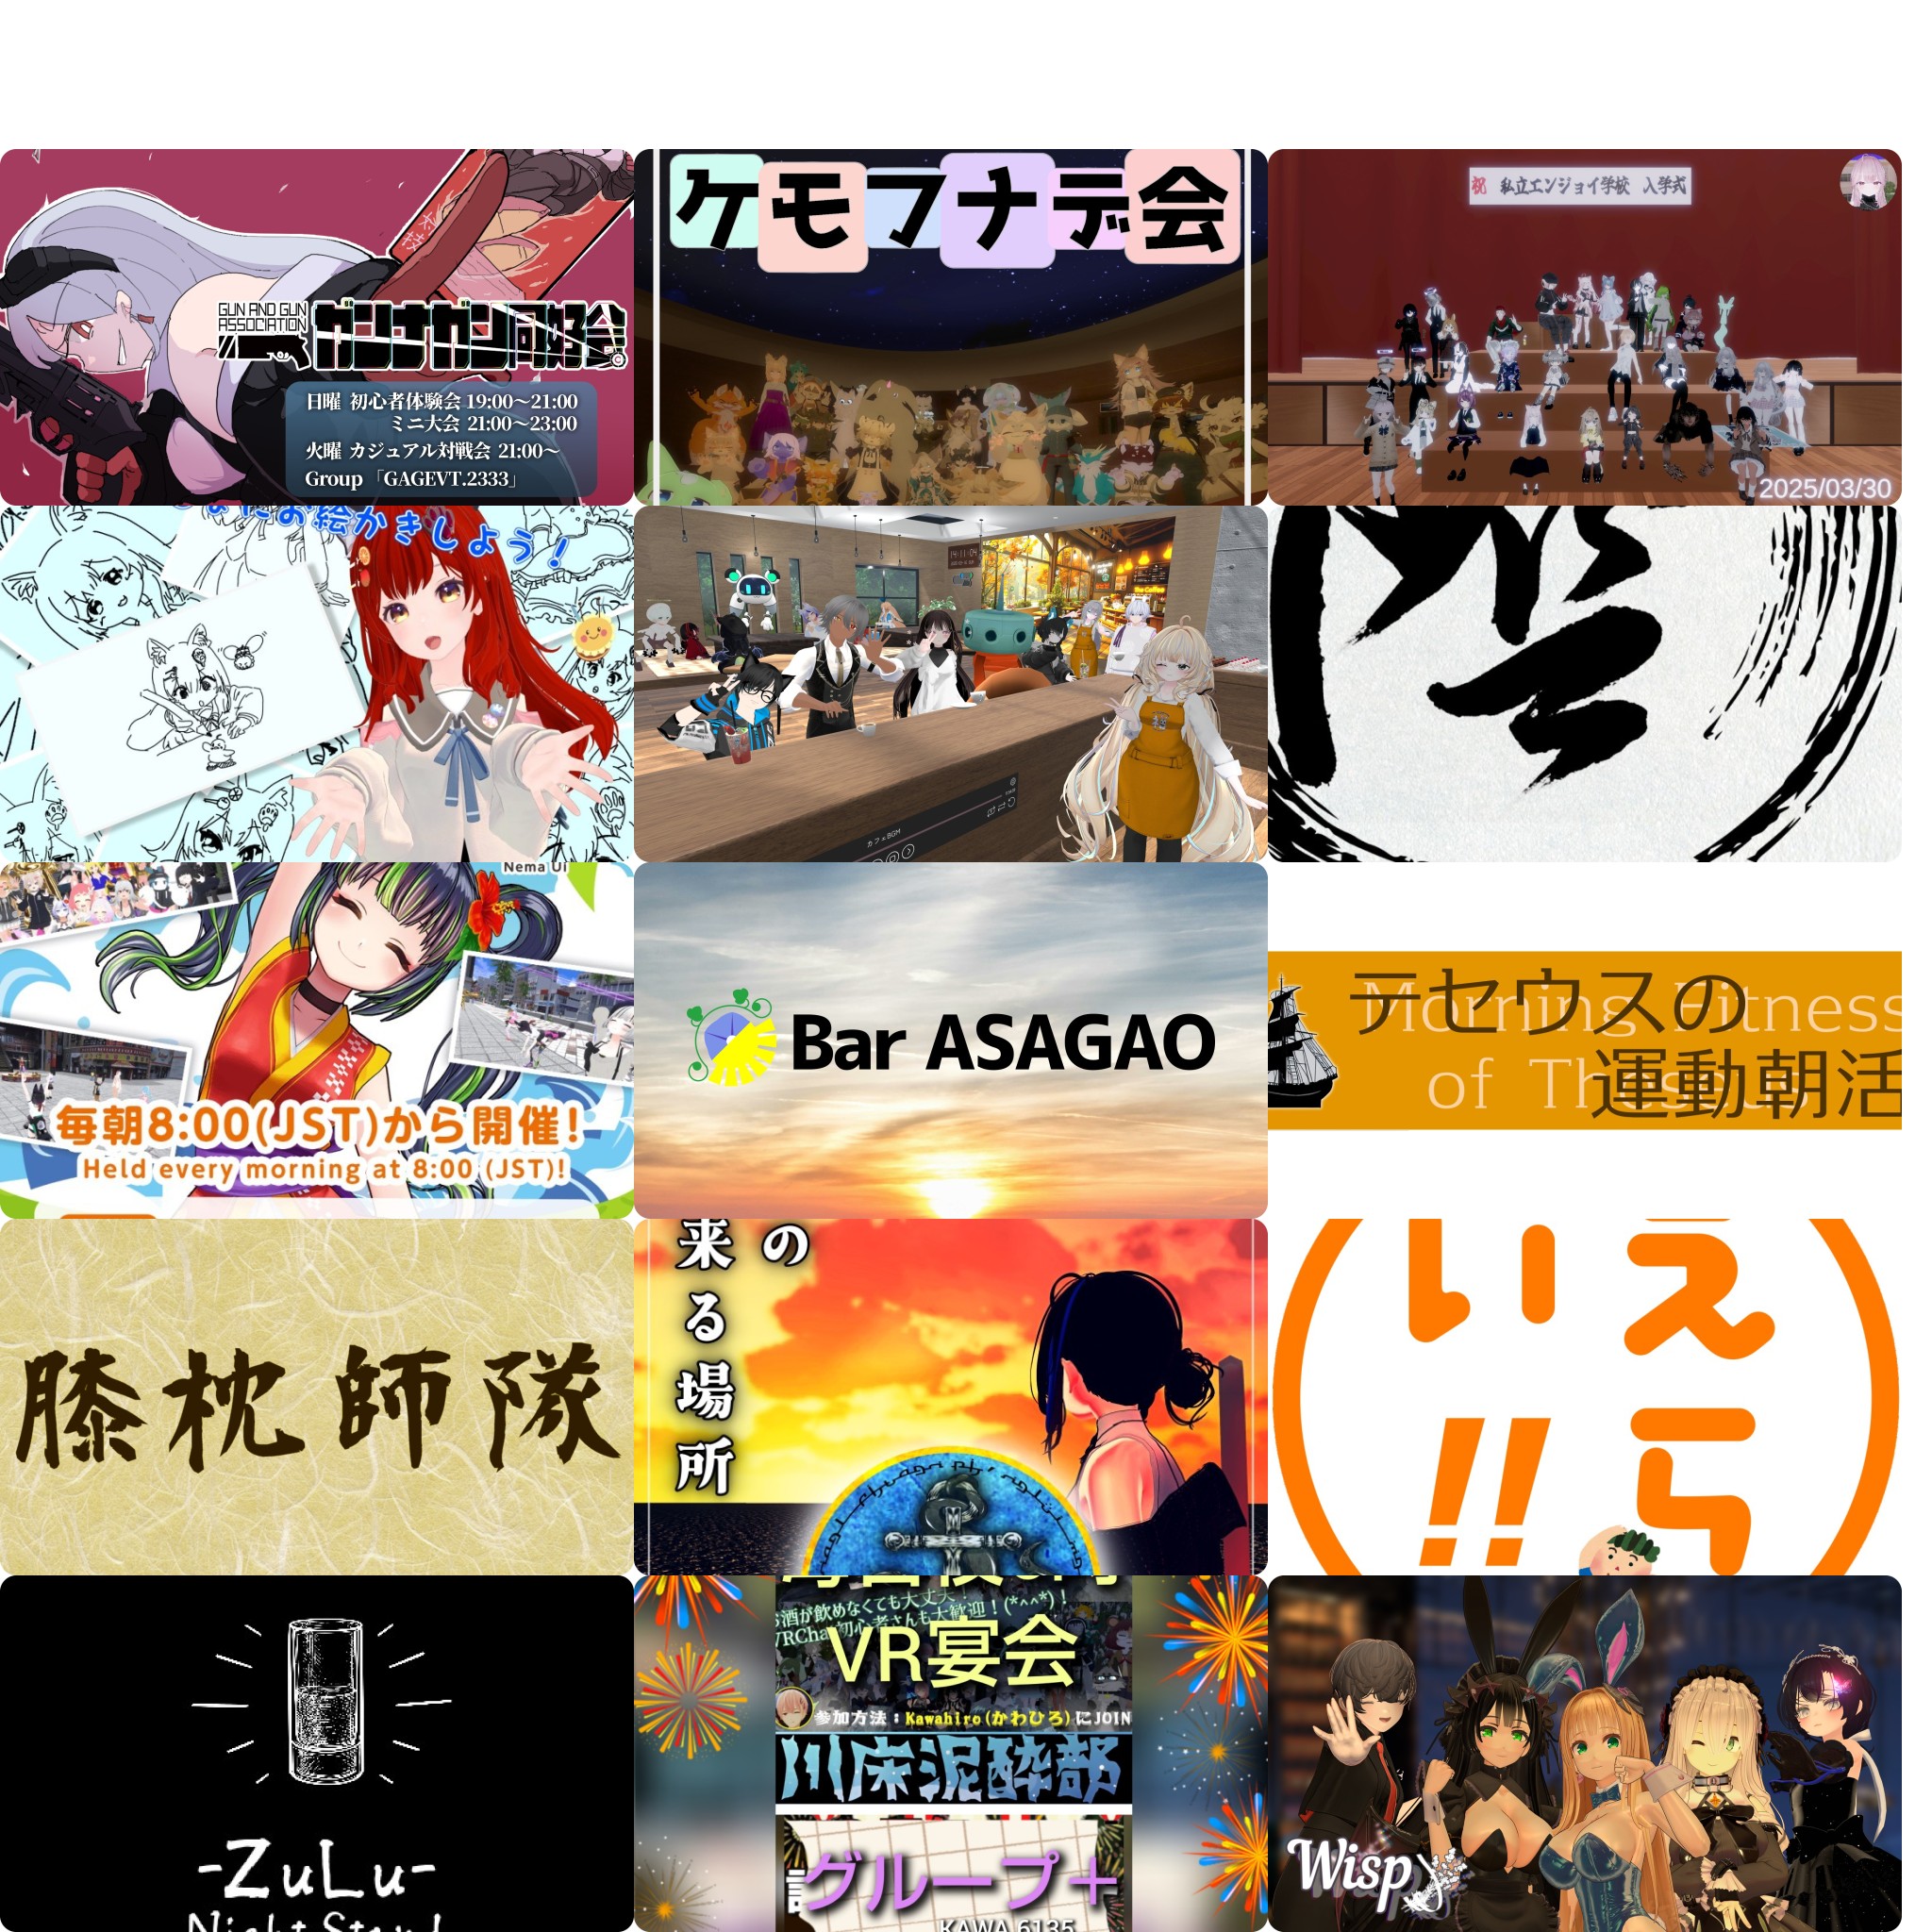 GUN AND GUN
ASSOCIATION
ガンナガン同好会
日曜 初心者体験会 19:00〜21:00
ミニ大会 21:00〜23:00
火曜 カジュアル対戦会 21:00〜
Group「GAGEVT.2333」
ケモフナデ会
祝 私立エンジョイ学校 入学式
2025/03/30
お絵かきしよう!
カフェBGM
Nema Ui
毎朝8:00(JST)から開催!
Held every morning at 8:00 (JST)!
Bar ASAGAO
テセウスの
運動朝活
Morning Fitness
of Theseus
膝枕師隊
の
来る場所
えら
い!!
-ZuLu-
お酒が飲めなくても大丈夫!
VRChat初心者さんも大歓迎!(*^^*)!
VR宴会
参加方法:Kawahiro(かわひろ)にJOIN
川床泥酔部
グループ+
KAWA.6135
Wisp